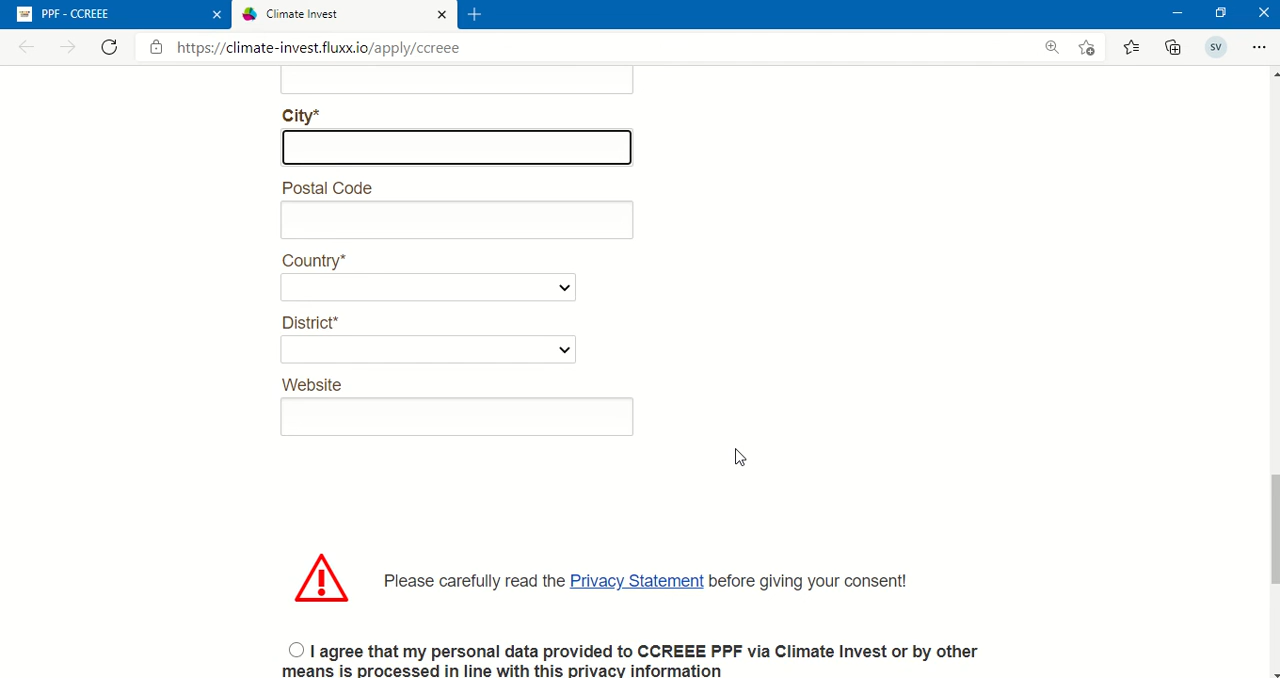 PPF - CCREEE
Climate Invest
https://climate-invest.fluxx.io/apply/ccreee
SV
City*
Postal Code
Country*
District*
Website
Please carefully read the Privacy Statement before giving your consent!
I agree that my personal data provided to CCREEE PPF via Climate Invest or by other
means is processed in line with this privacy information